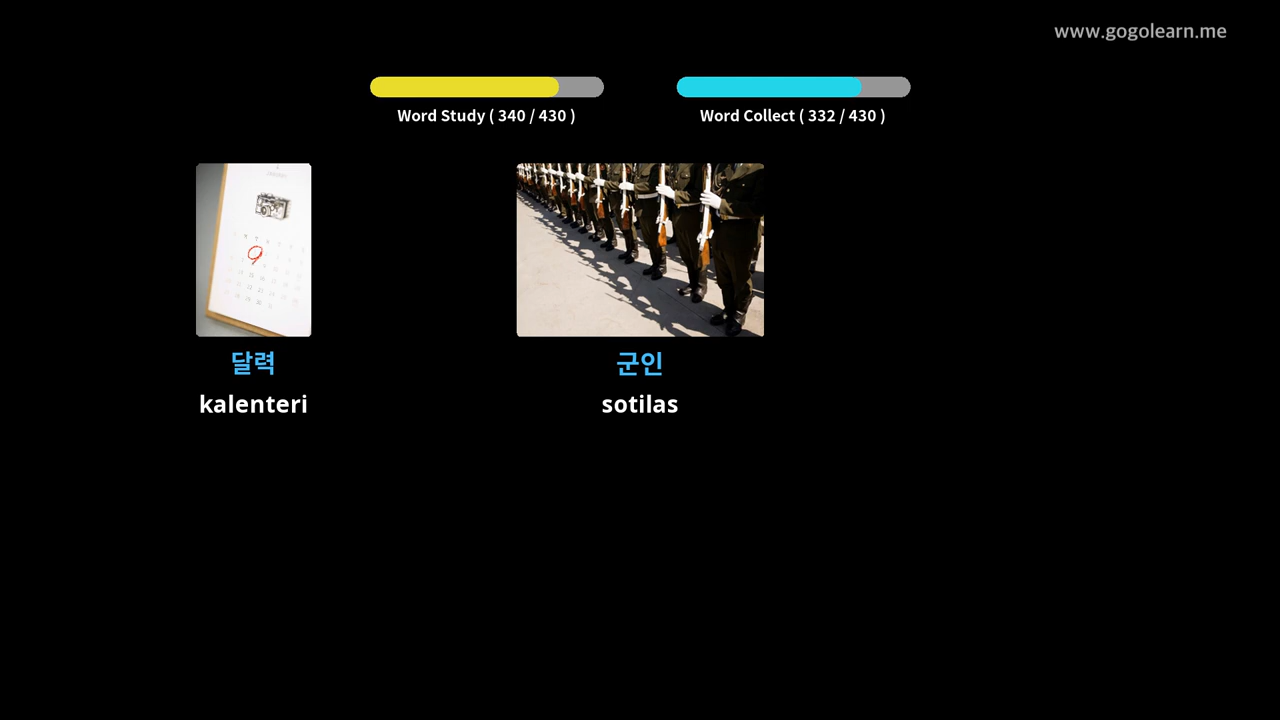 www.gogolearn.me
Word Study ( 340 / 430 )
Word Collect ( 332 / 430 )
달력
군인
kalenteri
sotilas